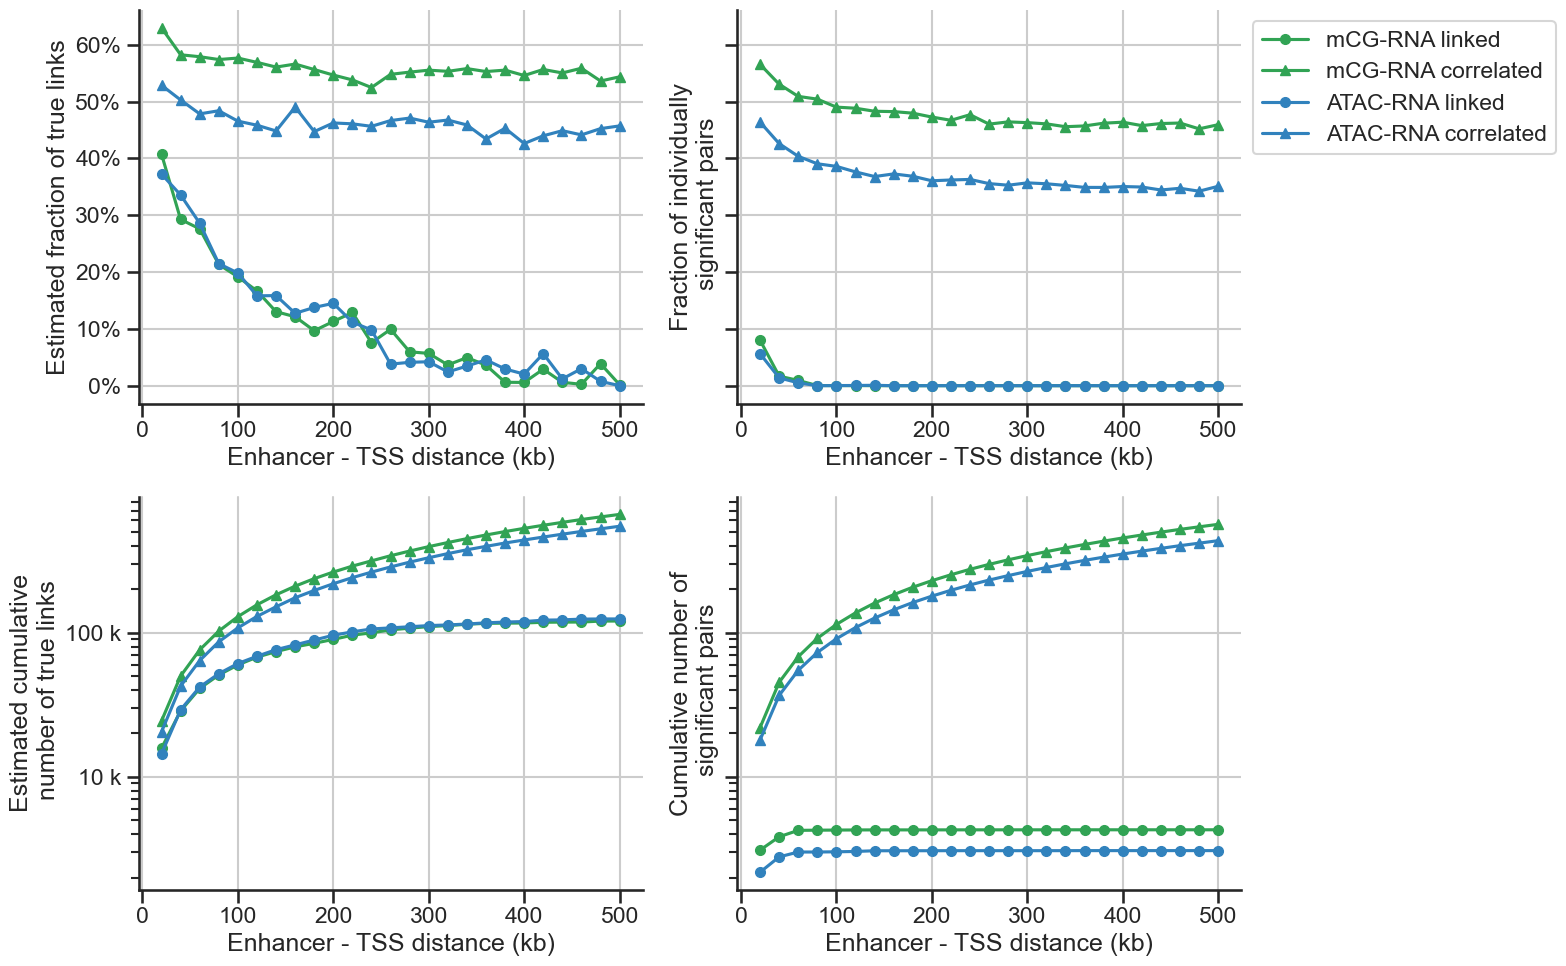 Estimated fraction of true links
60%
50%
40%
30%
20%
10%
0%
0 100 200 300 400 500
Enhancer - TSS distance (kb)
Fraction of individually
significant pairs
0 100 200 300 400 500
Enhancer - TSS distance (kb)
mCG-RNA linked
mCG-RNA correlated
ATAC-RNA linked
ATAC-RNA correlated
Estimated cumulative
number of true links
100 k
10 k
0 100 200 300 400 500
Enhancer - TSS distance (kb)
Cumulative number of
significant pairs
0 100 200 300 400 500
Enhancer - TSS distance (kb)